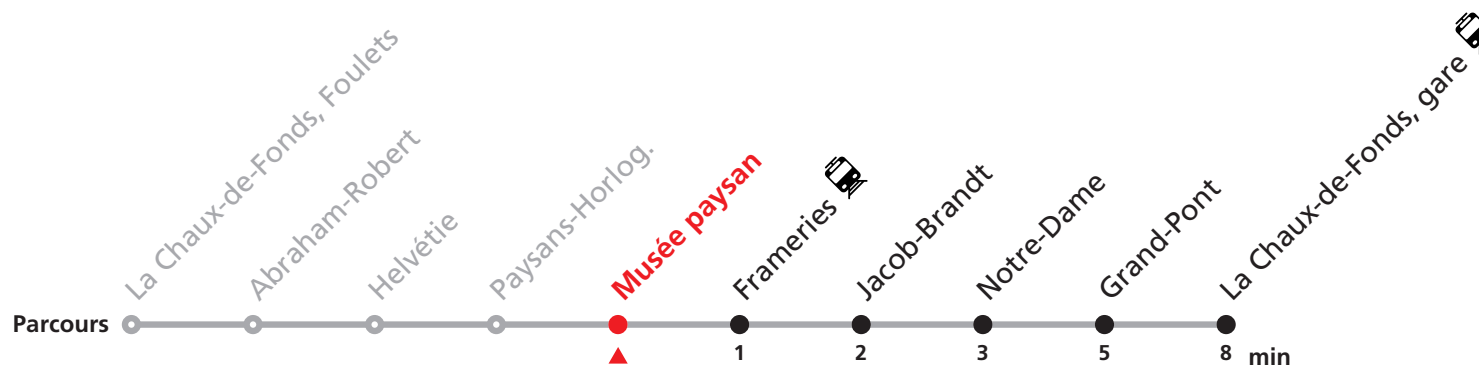 La Chaux-de-Fonds, Foulets
Abraham-Robert
Helvétie
Paysans-Horlog.
Musée paysan
Frameries
Jacob-Brandt
Notre-Dame
Grand-Pont
La Chaux-de-Fonds, gare
Parcours
1 2 3 5 8 min